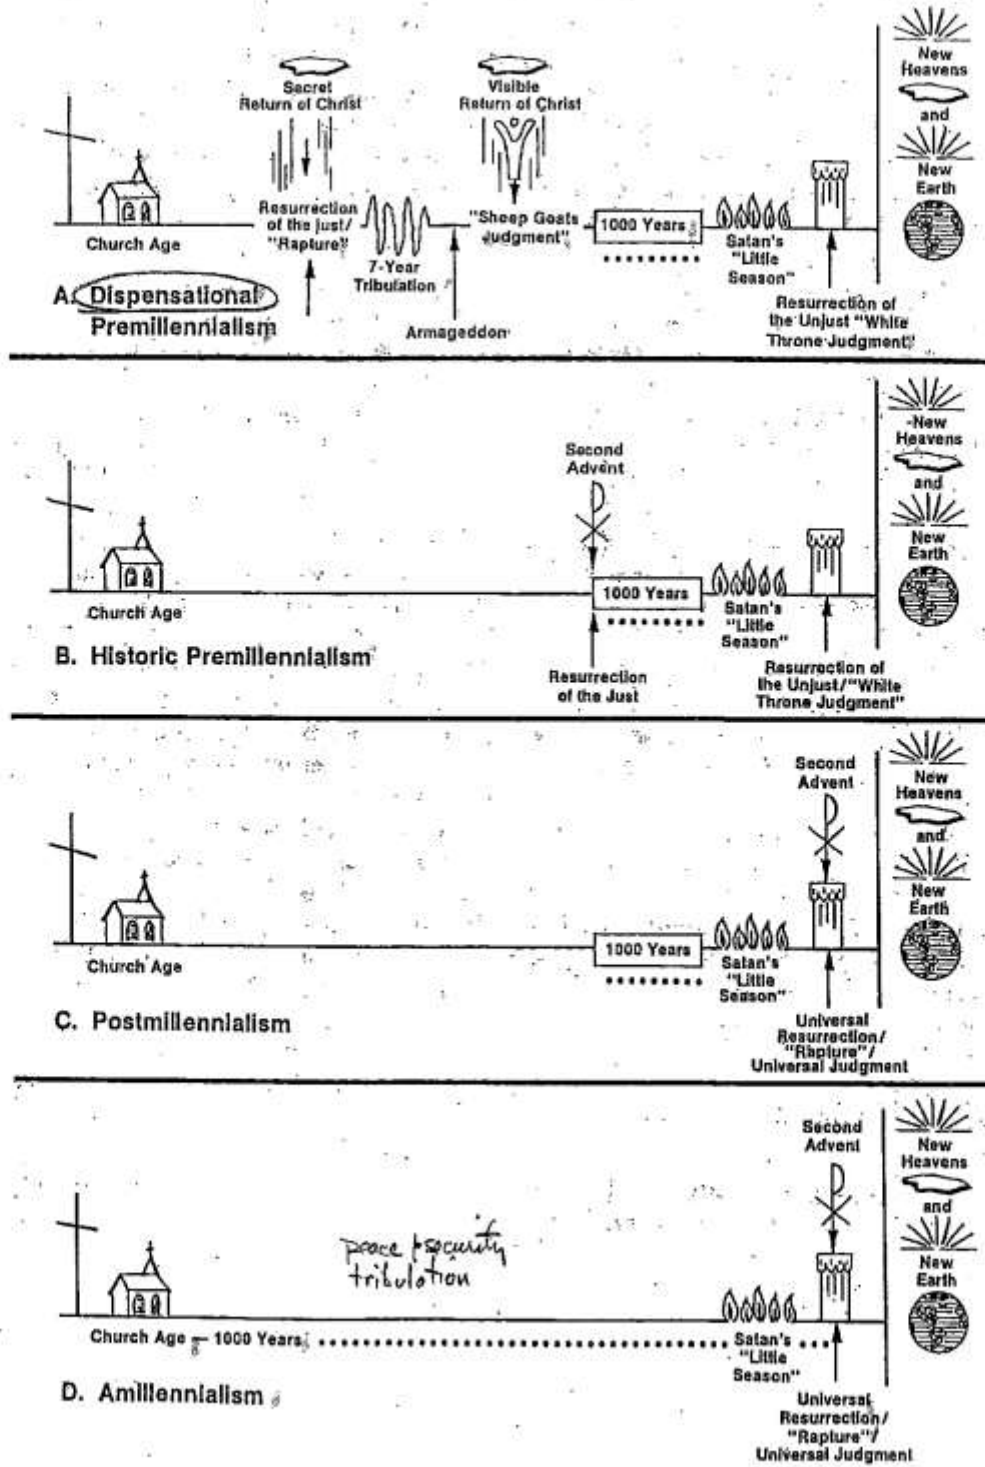 New
Heavens
and
New
Earth
Secret
Return of Christ
Visible
Return of Christ
Church Age
Resurrection
of the just/
"Rapture"
7-Year
Tribulation
Armageddon
"Sheep Goats
Judgment"
1000 Years
Satan's
"Little
Season"
Resurrection of
the Unjust "White
Throne Judgment"
A. Dispensational
Premillennialism
New
Heavens
and
New
Earth
Second
Advent
Church Age
1000 Years
Satan's
"Little
Season"
Resurrection
of the Just
Resurrection of
the Unjust/"White
Throne Judgment"
B. Historic Premillennialism
New
Heavens
and
New
Earth
Second
Advent
Church Age
1000 Years
Satan's
"Little
Season"
Universal
Resurrection/
"Rapture"/
Universal Judgment
C. Postmillennialism
New
Heavens
and
New
Earth
Second
Advent
peace & security
tribulation
Church Age – 1000 Years
Satan's
"Little
Season"
Universal
Resurrection/
"Rapture"/
Universal Judgment
D. Amillennialism